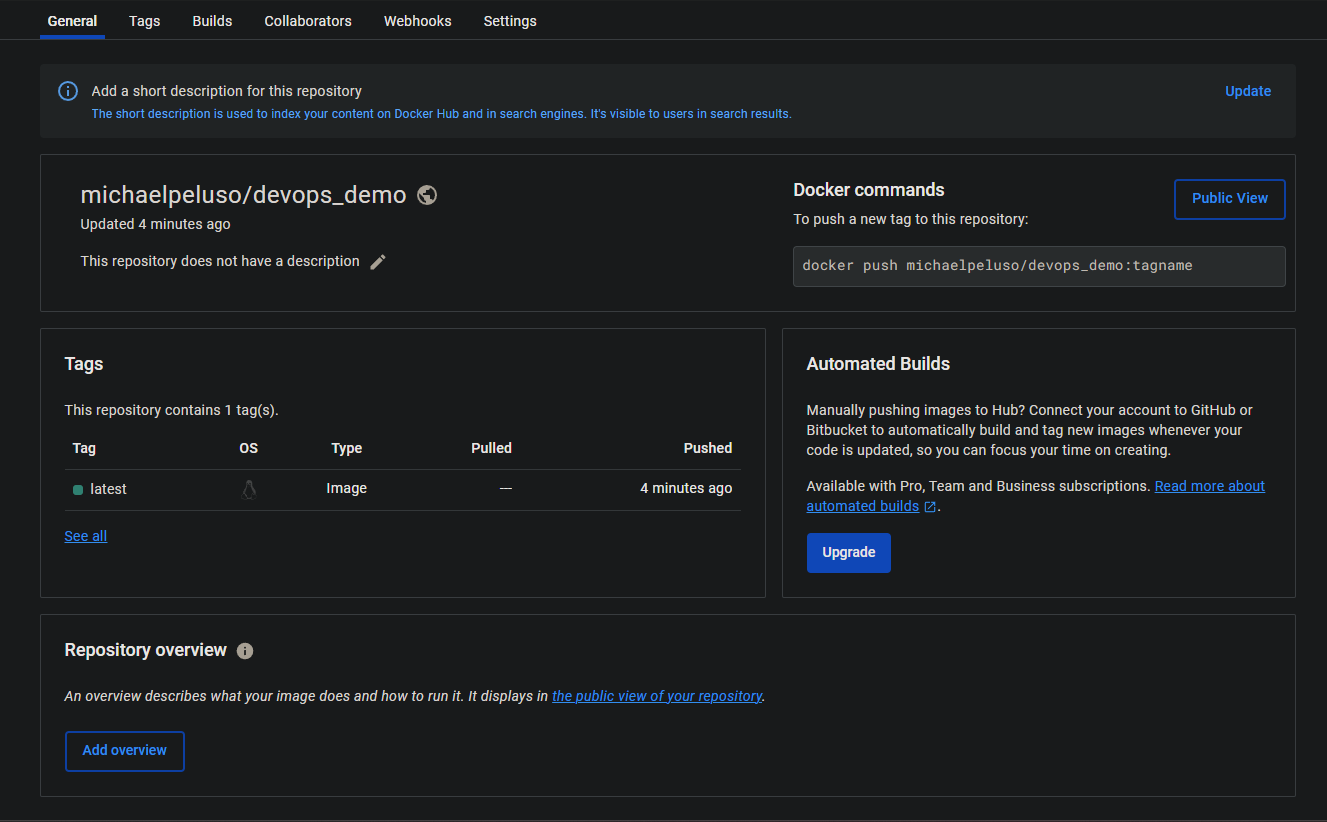 General Tags Builds Collaborators Webhooks Settings
Add a short description for this repository
Update
The short description is used to index your content on Docker Hub and in search engines. It's visible to users in search results.
michaelpeluso/devops_demo
Updated 4 minutes ago
This repository does not have a description
Docker commands
Public View
To push a new tag to this repository:
docker push michaelpeluso/devops_demo:tagname
Tags
This repository contains 1 tag(s).
Tag OS Type Pulled Pushed
latest Image --- 4 minutes ago
See all
Automated Builds
Manually pushing images to Hub? Connect your account to GitHub or
Bitbucket to automatically build and tag new images whenever your
code is updated, so you can focus your time on creating.
Available with Pro, Team and Business subscriptions. Read more about
automated builds .
Upgrade
Repository overview
An overview describes what your image does and how to run it. It displays in the public view of your repository.
Add overview